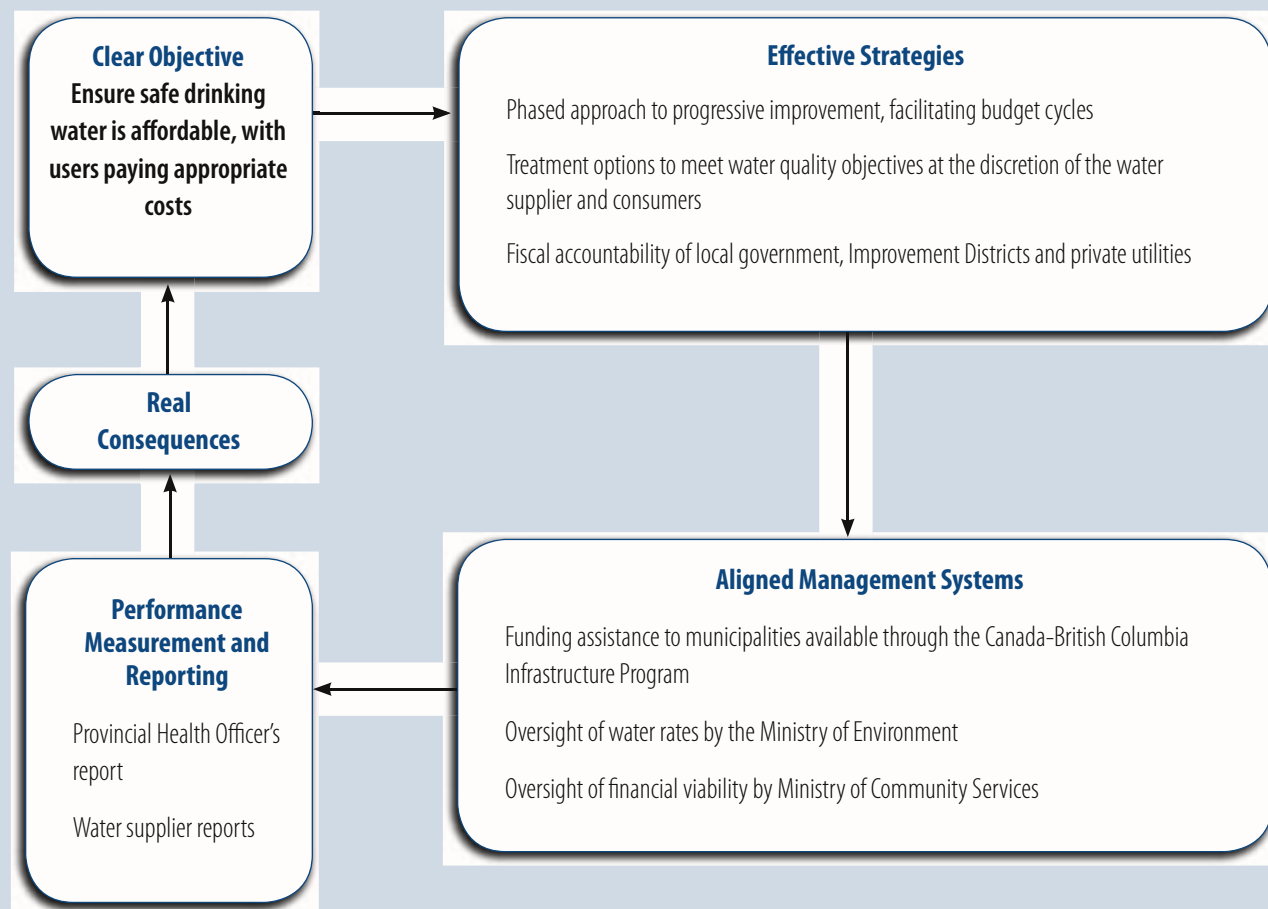 Clear Objective
Ensure safe drinking
water is affordable, with
users paying appropriate
costs
Effective Strategies
Phased approach to progressive improvement, facilitating budget cycles
Treatment options to meet water quality objectives at the discretion of the water
supplier and consumers
Fiscal accountability of local government, Improvement Districts and private utilities
Real
Consequences
Aligned Management Systems
Funding assistance to municipalities available through the Canada-British Columbia
Infrastructure Program
Oversight of water rates by the Ministry of Environment
Oversight of financial viability by Ministry of Community Services
Performance
Measurement and
Reporting
Provincial Health Officer's
report
Water supplier reports